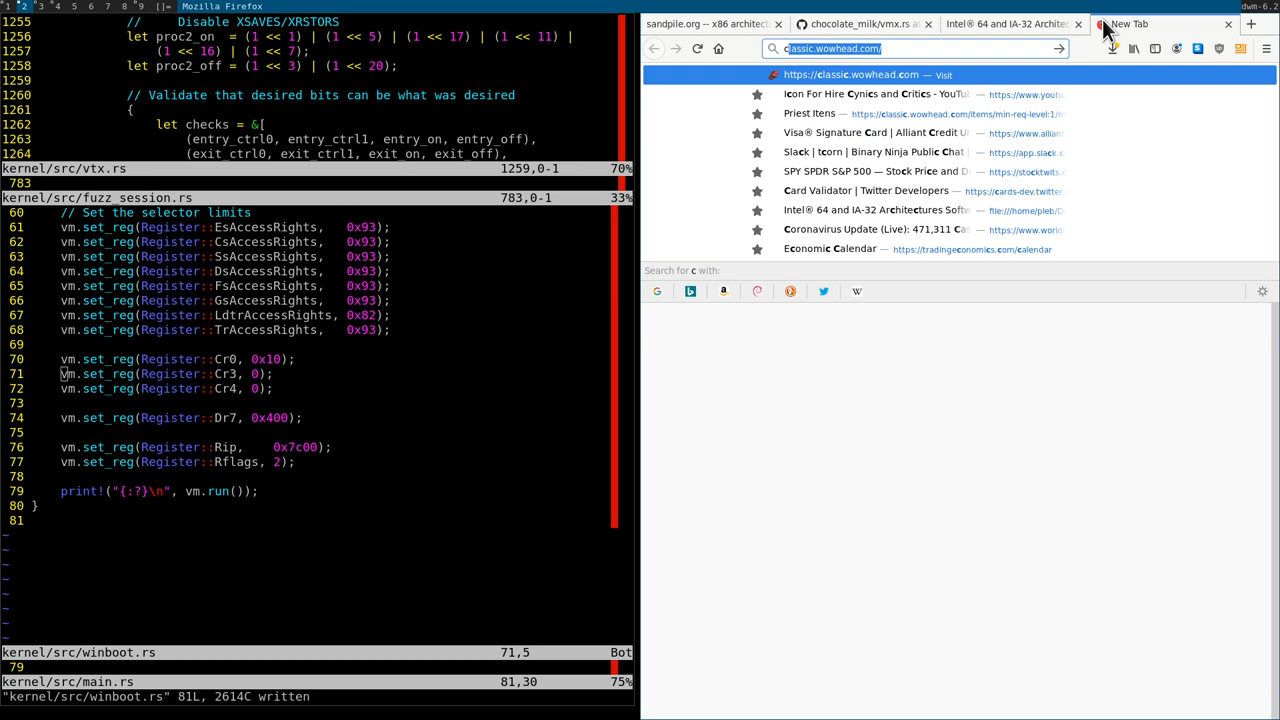 1 2 3 4 5 6 7 8 9 []= Mozilla Firefox dwm-6.2
1255 // Disable XSAVES/XRSTORS
1256 let proc2_on = (1 << 1) | (1 << 5) | (1 << 17) | (1 << 11) |
1257 (1 << 16) | (1 << 7);
1258 let proc2_off = (1 << 3) | (1 << 20);
1259
1260 // Validate that desired bits can be what was desired
1261 {
1262 let checks = &[
1263 (entry_ctrl0, entry_ctrl1, entry_on, entry_off),
1264 (exit_ctrl0, exit_ctrl1, exit_on, exit_off),
kernel/src/vtx.rs 1259,0-1 70%
783
kernel/src/fuzz_session.rs 783,0-1 33%
60 // Set the selector limits
61 vm.set_reg(Register::EsAccessRights, 0x93);
62 vm.set_reg(Register::CsAccessRights, 0x93);
63 vm.set_reg(Register::SsAccessRights, 0x93);
64 vm.set_reg(Register::DsAccessRights, 0x93);
65 vm.set_reg(Register::FsAccessRights, 0x93);
66 vm.set_reg(Register::GsAccessRights, 0x93);
67 vm.set_reg(Register::LdtrAccessRights, 0x82);
68 vm.set_reg(Register::TrAccessRights, 0x93);
69
70 vm.set_reg(Register::Cr0, 0x10);
71 vm.set_reg(Register::Cr3, 0);
72 vm.set_reg(Register::Cr4, 0);
73
74 vm.set_reg(Register::Dr7, 0x400);
75
76 vm.set_reg(Register::Rip, 0x7c00);
77 vm.set_reg(Register::Rflags, 2);
78
79 print!("{:?}\n", vm.run());
80 }
81
~
~
~
~
~
~
~
~
kernel/src/winboot.rs 71,5 Bot
79
kernel/src/main.rs 81,30 75%
"kernel/src/winboot.rs" 81L, 2614C written
sandpile.org -- x86 architect
chocolate_milk/vmx.rs at
Intel® 64 and IA-32 Architec
New Tab
classic.wowhead.com/
https://classic.wowhead.com — Visit
Icon For Hire Cynics and Critics - YouTu — https://www.youtu
Priest Itens — https://classic.wowhead.com/items/min-req-level:1/m
Visa® Signature Card | Alliant Credit Un — https://www.alliant
Slack | tcorn | Binary Ninja Public Chat | — https://app.slack.c
SPY SPDR S&P 500 — Stock Price and D — https://stocktwits.c
Card Validator | Twitter Developers — https://cards-dev.twitter
Intel® 64 and IA-32 Architectures Softw — file:///home/pleb/D
Coronavirus Update (Live): 471,311 Cas — https://www.world
Economic Calendar — https://tradingeconomics.com/calendar
Search for c with: